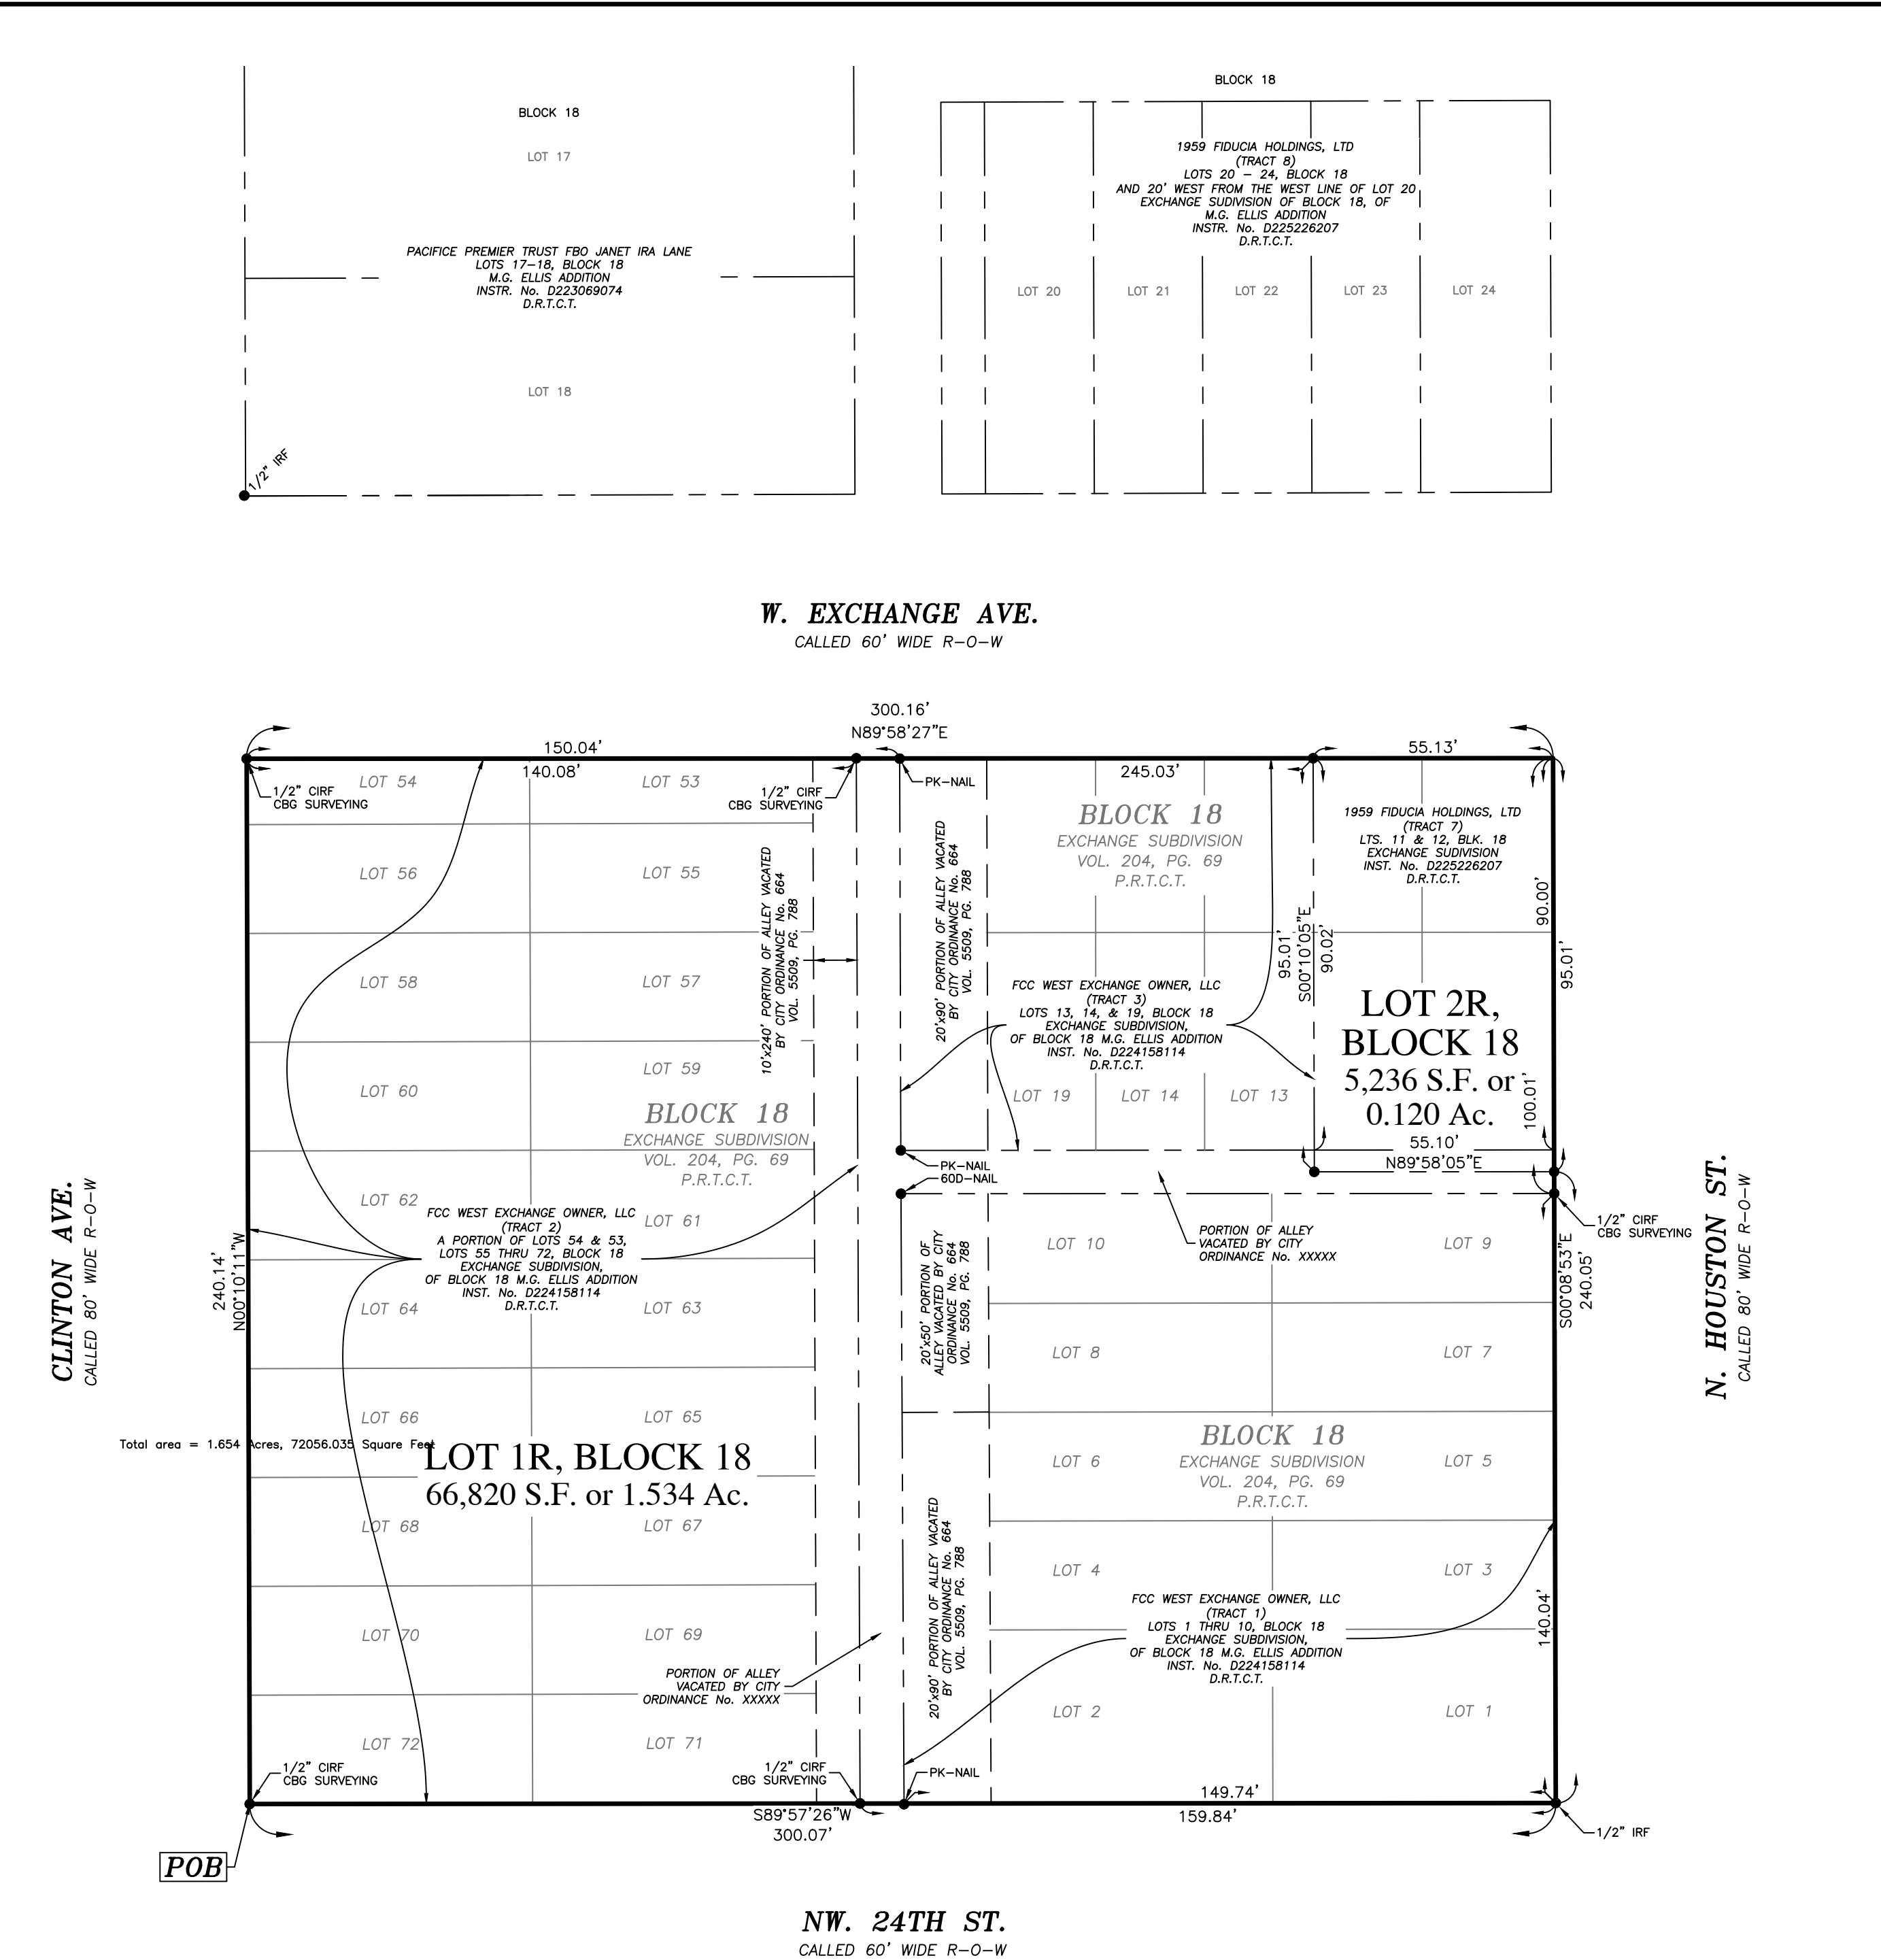 BLOCK 18
LOT 17
PACIFICE PREMIER TRUST FBO JANET IRA LANE
LOTS 17-18, BLOCK 18
M.G. ELLIS ADDITION
INSTR. No. D223069074
D.R.T.C.T.
LOT 18
1/2" IRF
BLOCK 18
1959 FIDUCIA HOLDINGS, LTD
(TRACT 8)
LOTS 20 - 24, BLOCK 18
AND 20' WEST FROM THE WEST LINE OF LOT 20
EXCHANGE SUDIVISION OF BLOCK 18, OF
M.G. ELLIS ADDITION
INSTR. No. D225226207
D.R.T.C.T.
LOT 20
LOT 21
LOT 22
LOT 23
LOT 24
W. EXCHANGE AVE.
CALLED 60' WIDE R-O-W
300.16'
N89°58'27"E
150.04'
140.08'
245.03'
55.13'
1/2" CIRF
CBG SURVEYING
1/2" CIRF
CBG SURVEYING
PK-NAIL
LOT 54
LOT 53
LOT 56
LOT 55
LOT 58
LOT 57
LOT 60
LOT 59
BLOCK 18
EXCHANGE SUBDIVISION
VOL. 204, PG. 69
P.R.T.C.T.
LOT 62
LOT 61
FCC WEST EXCHANGE OWNER, LLC
(TRACT 2)
A PORTION OF LOTS 54 & 53,
LOTS 55 THRU 72, BLOCK 18
EXCHANGE SUBDIVISION,
OF BLOCK 18 M.G. ELLIS ADDITION
INST. No. D224158114
D.R.T.C.T.
LOT 64
LOT 63
LOT 66
LOT 65
Total area = 1.654 Acres, 72056.035 Square Feet
LOT 1R, BLOCK 18
66,820 S.F. or 1.534 Ac.
LOT 68
LOT 67
LOT 70
LOT 69
PORTION OF ALLEY
VACATED BY CITY
ORDINANCE No. XXXXX
LOT 72
LOT 71
1/2" CIRF
CBG SURVEYING
1/2" CIRF
CBG SURVEYING
PK-NAIL
10'x240' PORTION OF ALLEY VACATED
BY CITY ORDINANCE No. 664
VOL. 5509, PG. 788
20'x90' PORTION OF ALLEY VACATED
BY CITY ORDINANCE No. 664
VOL. 5509, PG. 788
BLOCK 18
EXCHANGE SUBDIVISION
VOL. 204, PG. 69
P.R.T.C.T.
FCC WEST EXCHANGE OWNER, LLC
(TRACT 3)
LOTS 13, 14, & 19, BLOCK 18
EXCHANGE SUBDIVISION,
OF BLOCK 18 M.G. ELLIS ADDITION
INST. No. D224158114
D.R.T.C.T.
LOT 19
LOT 14
LOT 13
95.01'
S00°10'05"E
90.02'
1959 FIDUCIA HOLDINGS, LTD
(TRACT 7)
LTS. 11 & 12, BLK. 18
EXCHANGE SUDIVISION
INST. No. D225226207
D.R.T.C.T.
90.00'
95.01'
LOT 2R,
BLOCK 18
5,236 S.F. or
0.120 Ac.
100.01'
55.10'
N89°58'05"E
PK-NAIL
60D-NAIL
1/2" CIRF
CBG SURVEYING
PORTION OF ALLEY
VACATED BY CITY
ORDINANCE No. XXXXX
20'x50' PORTION OF
ALLEY VACATED BY CITY
ORDINANCE No. 664
VOL. 5509, PG. 788
LOT 10
LOT 9
S00°08'53"E
240.05'
LOT 8
LOT 7
BLOCK 18
EXCHANGE SUBDIVISION
VOL. 204, PG. 69
P.R.T.C.T.
LOT 6
LOT 5
20'x90' PORTION OF ALLEY VACATED
BY CITY ORDINANCE No. 664
VOL. 5509, PG. 788
LOT 4
LOT 3
FCC WEST EXCHANGE OWNER, LLC
(TRACT 1)
LOTS 1 THRU 10, BLOCK 18
EXCHANGE SUBDIVISION,
OF BLOCK 18 M.G. ELLIS ADDITION
INST. No. D224158114
D.R.T.C.T.
140.04'
LOT 2
LOT 1
149.74'
159.84'
S89°57'26"W
300.07'
1/2" IRF
POB
CLINTON AVE.
CALLED 80' WIDE R-O-W
240.14'
N00°10'11"W
N. HOUSTON ST.
CALLED 80' WIDE R-O-W
NW. 24TH ST.
CALLED 60' WIDE R-O-W